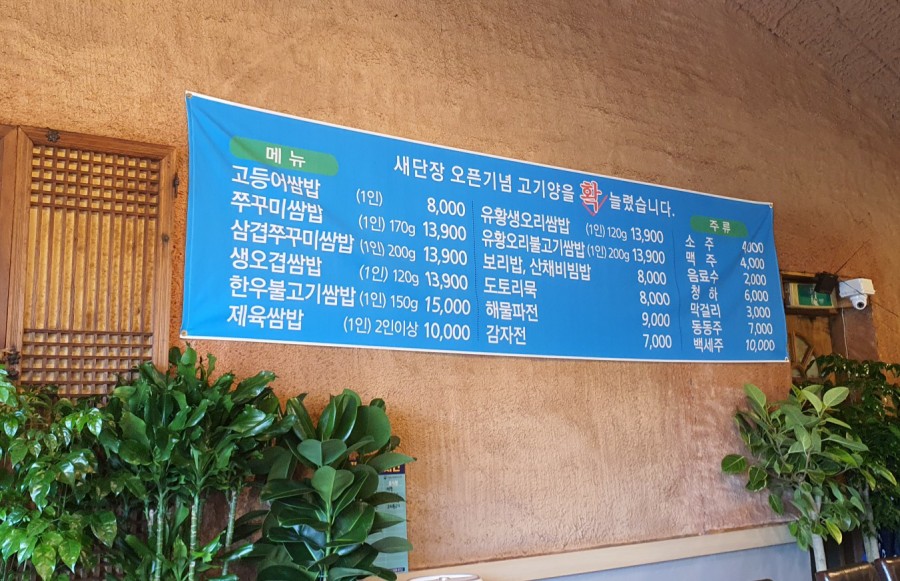 새단장 오픈기념 고기양을 확 늘렸습니다.
메뉴
고등어쌈밥 (1인) 8,000
쭈꾸미쌈밥 (1인) 170g 13,900
삼겹쭈꾸미쌈밥 (1인) 200g 13,900
생오겹쌈밥 (1인) 120g 13,900
한우불고기쌈밥 (1인) 150g 15,000
제육쌈밥 (1인) 2인이상 10,000
유황생오리쌈밥 (1인) 120g 13,900
유황오리불고기쌈밥 (1인) 200g 13,900
보리밥, 산채비빔밥 8,000
도토리묵 8,000
해물파전 9,000
감자전 7,000
주류
소주 4,000
맥주 4,000
음료수 2,000
청하 6,000
막걸리 3,000
동동주 7,000
백세주 10,000